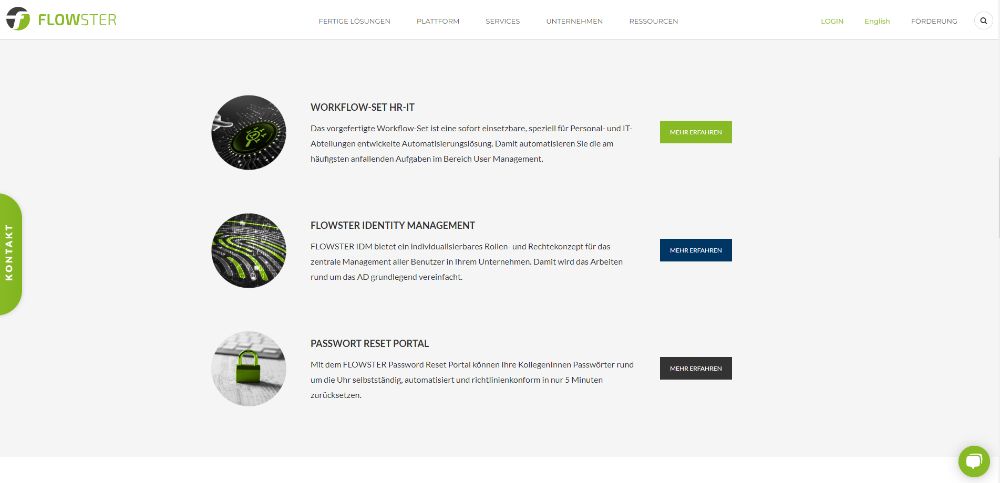 FLOWSTER
FERTIGE LÖSUNGEN
PLATTFORM
SERVICES
UNTERNEHMEN
RESSOURCEN
LOGIN
English
FÖRDERUNG
KONTAKT
WORKFLOW-SET HR-IT
Das vorgefertigte Workflow-Set ist eine sofort einsetzbare, speziell für Personal- und IT-
Abteilungen entwickelte Automatisierungslösung. Damit automatisieren Sie die am
häufigsten anfallenden Aufgaben im Bereich User Management.
MEHR ERFAHREN
FLOWSTER IDENTITY MANAGEMENT
FLOWSTER IDM bietet ein individualisierbares Rollen- und Rechtekonzept für das
zentrale Management aller Benutzer in Ihrem Unternehmen. Damit wird das Arbeiten
rund um das AD grundlegend vereinfacht.
MEHR ERFAHREN
PASSWORT RESET PORTAL
Mit dem FLOWSTER Password Reset Portal können Ihre KollegenInnen Passwörter rund
um die Uhr selbstständig, automatisiert und richtlinienkonform in nur 5 Minuten
zurücksetzen.
MEHR ERFAHREN